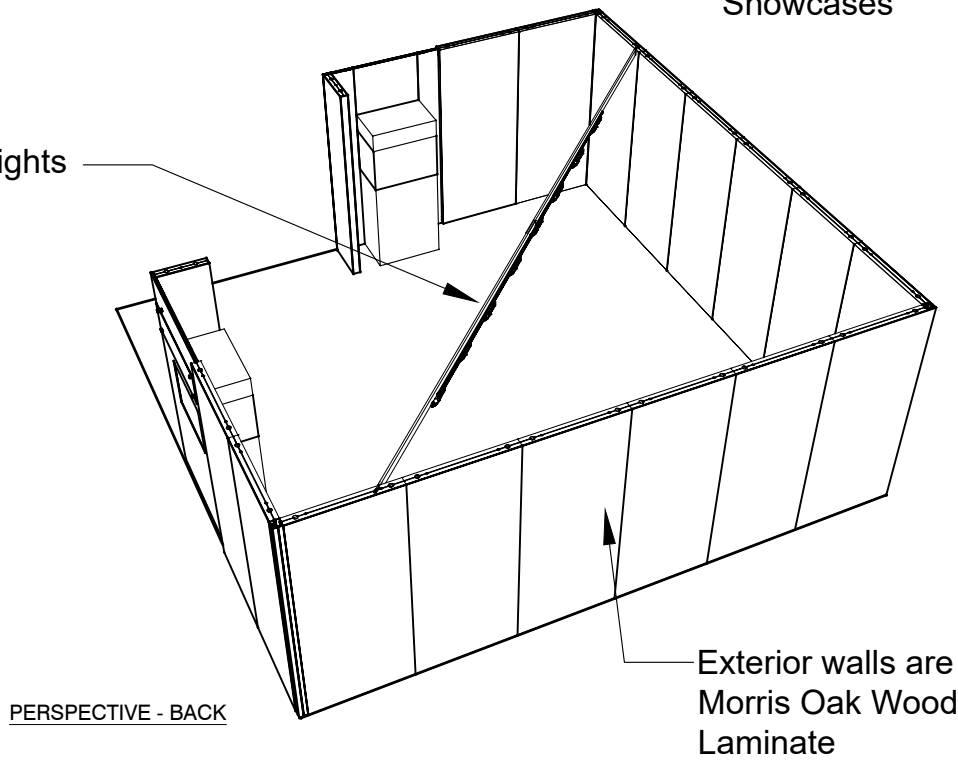 Showcases
ights
Exterior walls are
Morris Oak Wood
Laminate
PERSPECTIVE - BACK